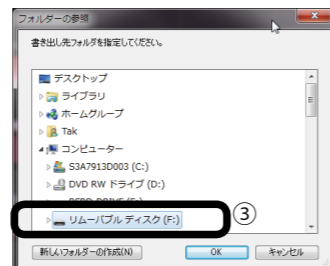 フォルダーの参照
書き出し先フォルダを指定してください。
デスクトップ
ライブラリ
ホームグループ
Tak
コンピューター
S3A7913D003 (C:)
DVD RW ドライブ (D:)
リムーバブル ディスク (F:)
③
新しいフォルダーの作成(N)
OK
キャンセル